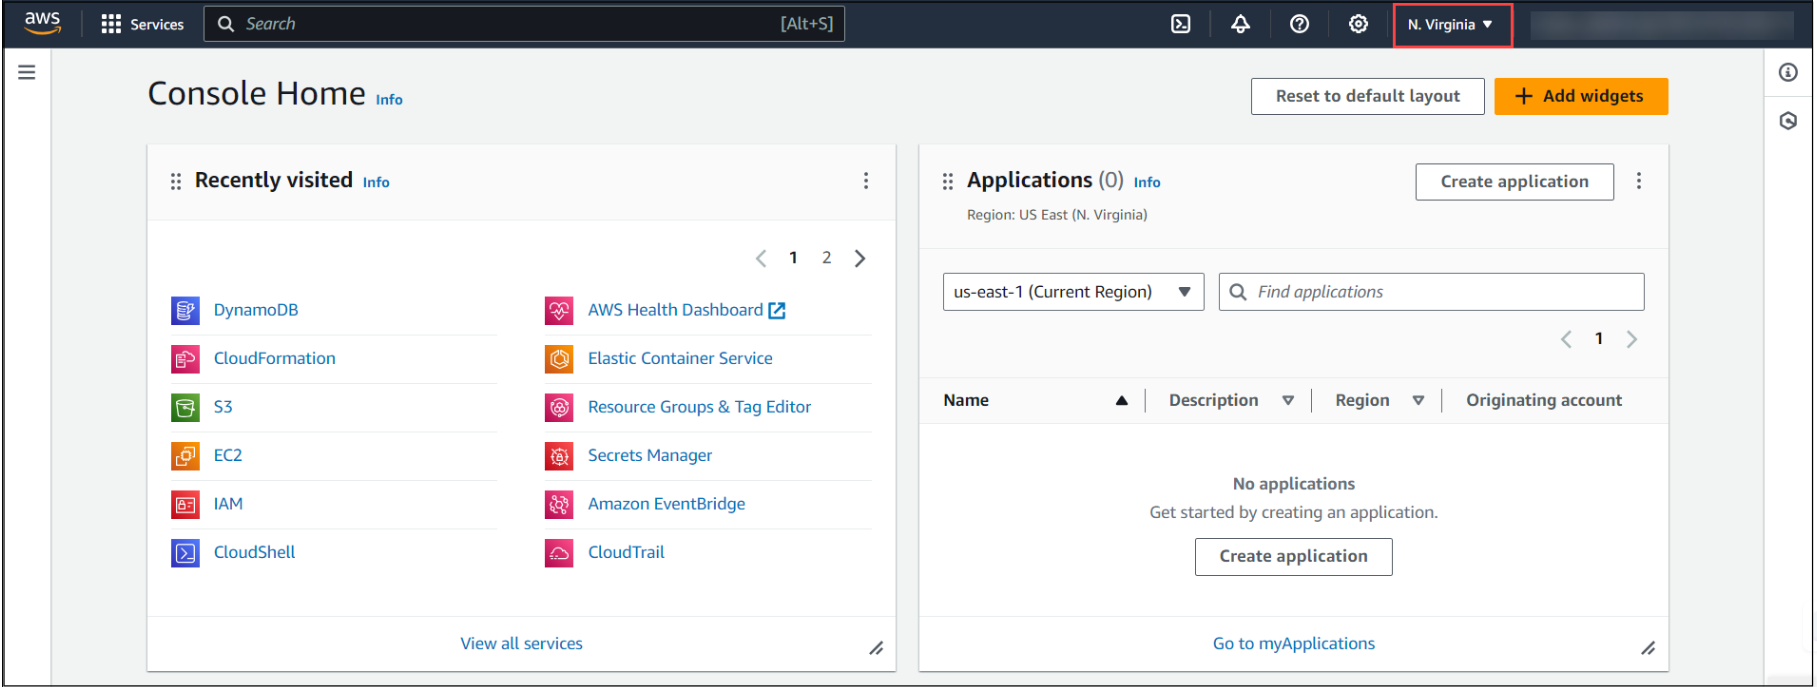 aws
Services
Search
[Alt+S]
N. Virginia
Console Home Info
Reset to default layout
Add widgets
Recently visited Info
1 2
DynamoDB
CloudFormation
S3
EC2
IAM
CloudShell
AWS Health Dashboard
Elastic Container Service
Resource Groups & Tag Editor
Secrets Manager
Amazon EventBridge
CloudTrail
View all services
Applications (0) Info
Region: US East (N. Virginia)
Create application
us-east-1 (Current Region)
Find applications
1
Name Description Region Originating account
No applications
Get started by creating an application.
Create application
Go to myApplications